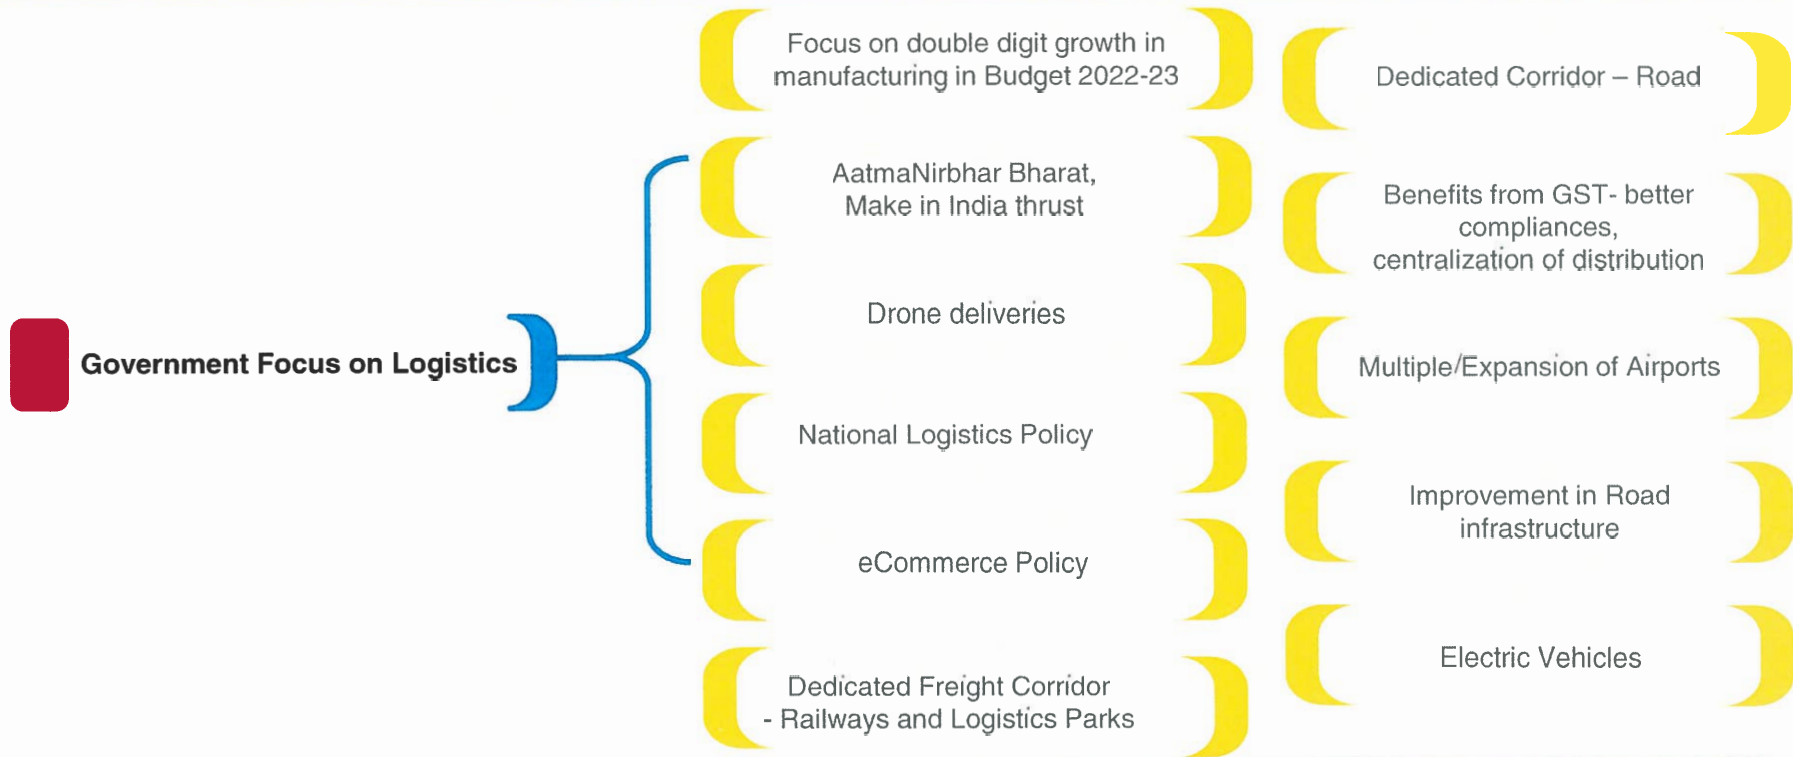 Government Focus on Logistics
Focus on double digit growth in
manufacturing in Budget 2022-23
AatmaNirbhar Bharat,
Make in India thrust
Drone deliveries
National Logistics Policy
eCommerce Policy
Dedicated Freight Corridor
- Railways and Logistics Parks
Dedicated Corridor – Road
Benefits from GST- better
compliances,
centralization of distribution
Multiple/Expansion of Airports
Improvement in Road
infrastructure
Electric Vehicles